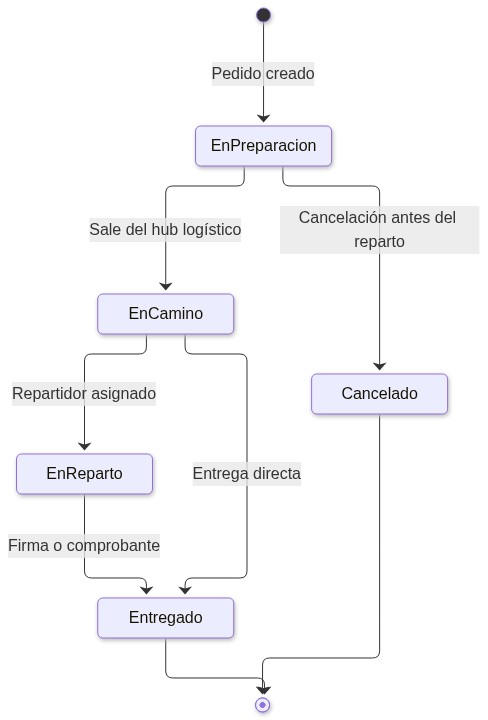 Pedido creado
EnPreparacion
Sale del hub logístico
Cancelación antes del
reparto
EnCamino
Repartidor asignado
Cancelado
EnReparto
Entrega directa
Firma o comprobante
Entregado